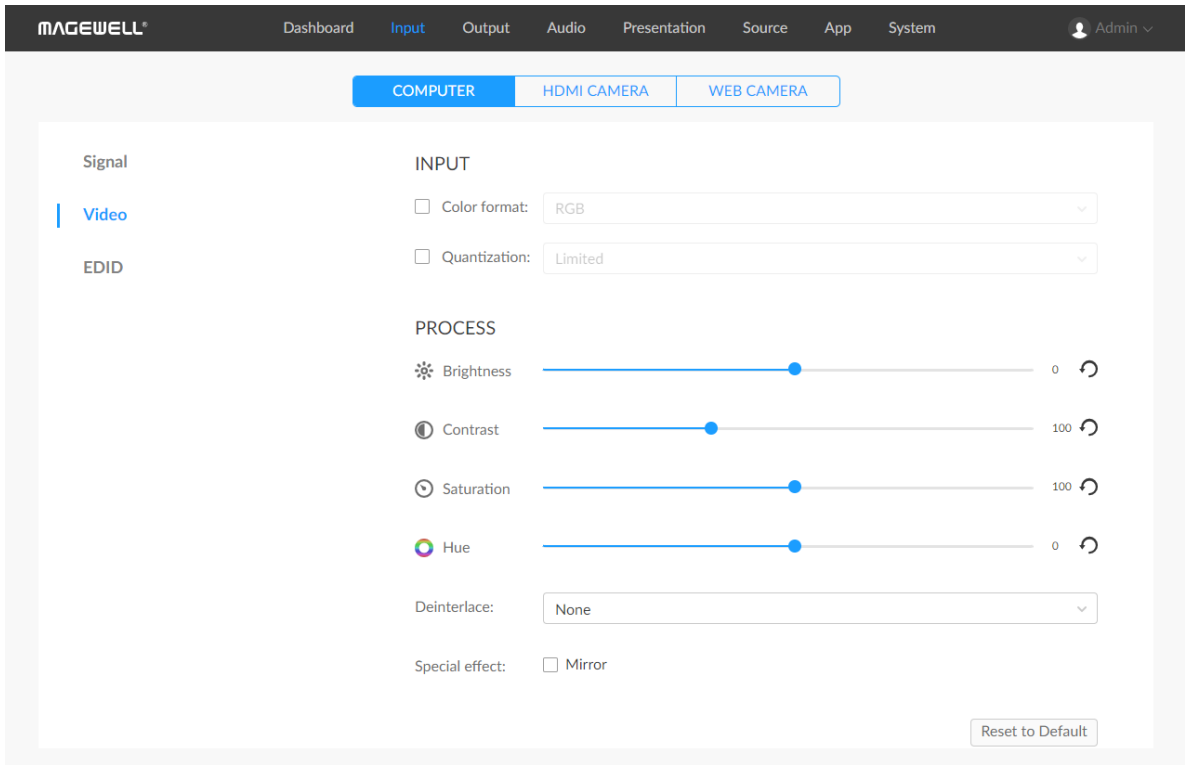 MAGEWELL®
Dashboard Input Output Audio Presentation Source App System Admin
COMPUTER HDMI CAMERA WEB CAMERA
Signal
Video
EDID
INPUT
Color format: RGB
Quantization: Limited
PROCESS
Brightness 0
Contrast 100
Saturation 100
Hue 0
Deinterlace: None
Special effect: Mirror
Reset to Default